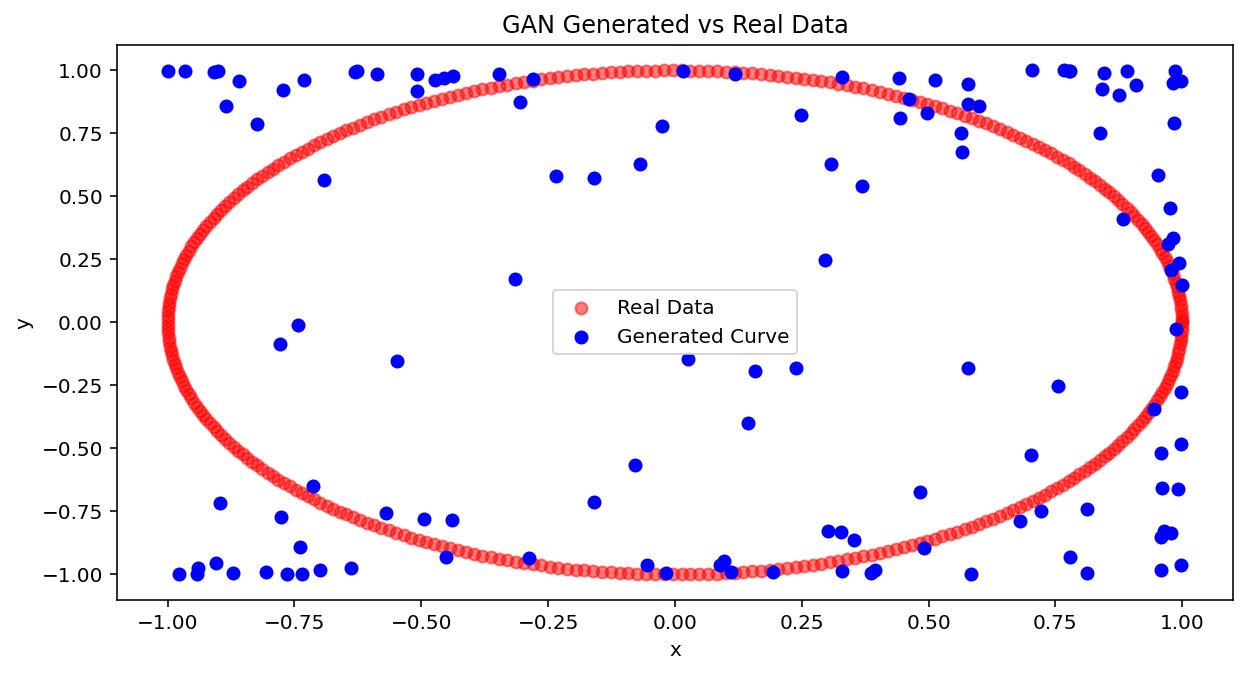 GAN Generated vs Real Data
1.00
0.75
0.50
0.25
0.00
−0.25
−0.50
−0.75
−1.00
y
Real Data
Generated Curve
−1.00 −0.75 −0.50 −0.25 0.00 0.25 0.50 0.75 1.00
x